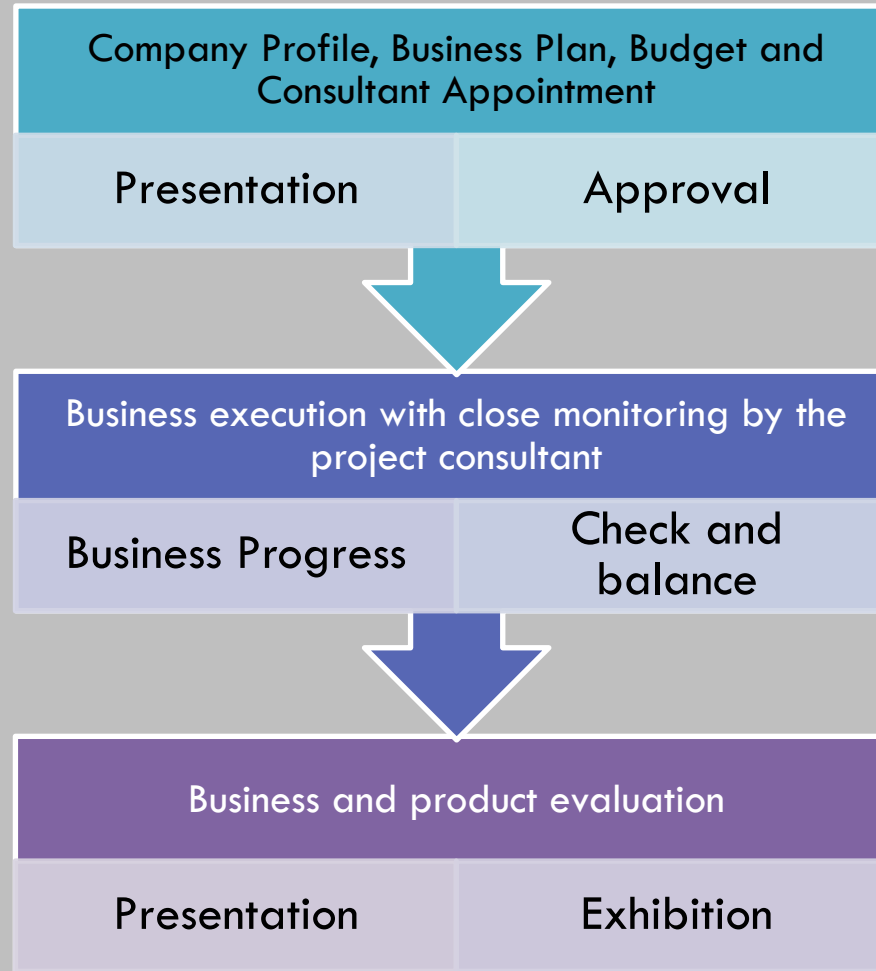 Company Profile, Business Plan, Budget and
Consultant Appointment
Presentation
Approval
Business execution with close monitoring by the
project consultant
Business Progress
Check and
balance
Business and product evaluation
Presentation
Exhibition